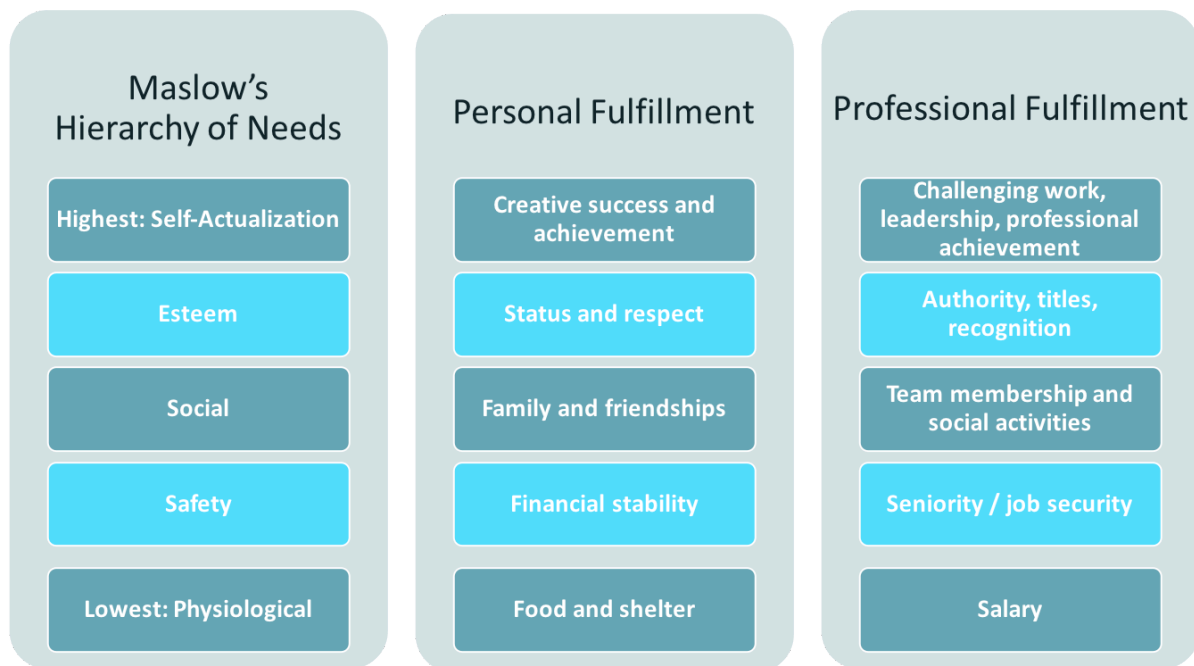 Maslow's
Hierarchy of Needs
Highest: Self-Actualization
Esteem
Social
Safety
Lowest: Physiological
Personal Fulfillment
Creative success and
achievement
Status and respect
Family and friendships
Financial stability
Food and shelter
Professional Fulfillment
Challenging work,
leadership, professional
achievement
Authority, titles,
recognition
Team membership and
social activities
Seniority / job security
Salary